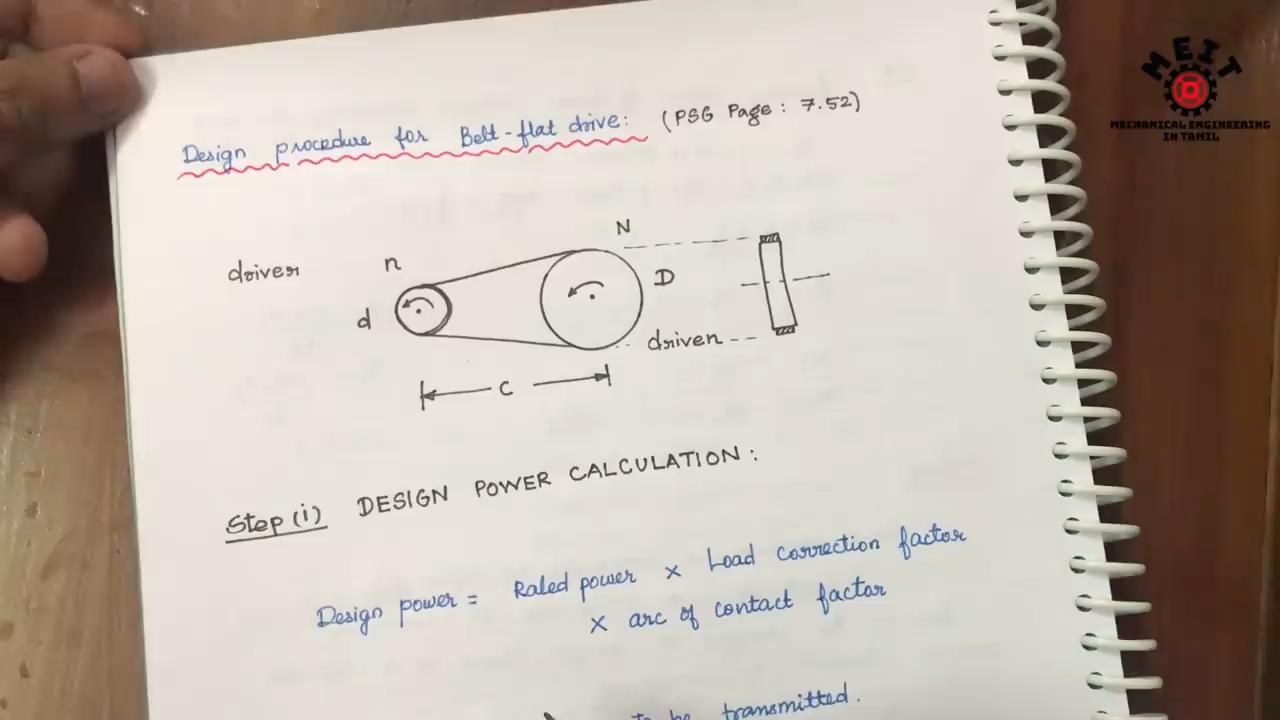 Design procedure for Belt-flat drive: (PSG Page: 7.52)
N
driver n
D
d
driven
C
Step (i) DESIGN POWER CALCULATION:
Design power = Rated power × Load correction factor
× arc of contact factor
to be transmitted.
MEIT
MECHANICAL ENGINEERING
IN TAMIL